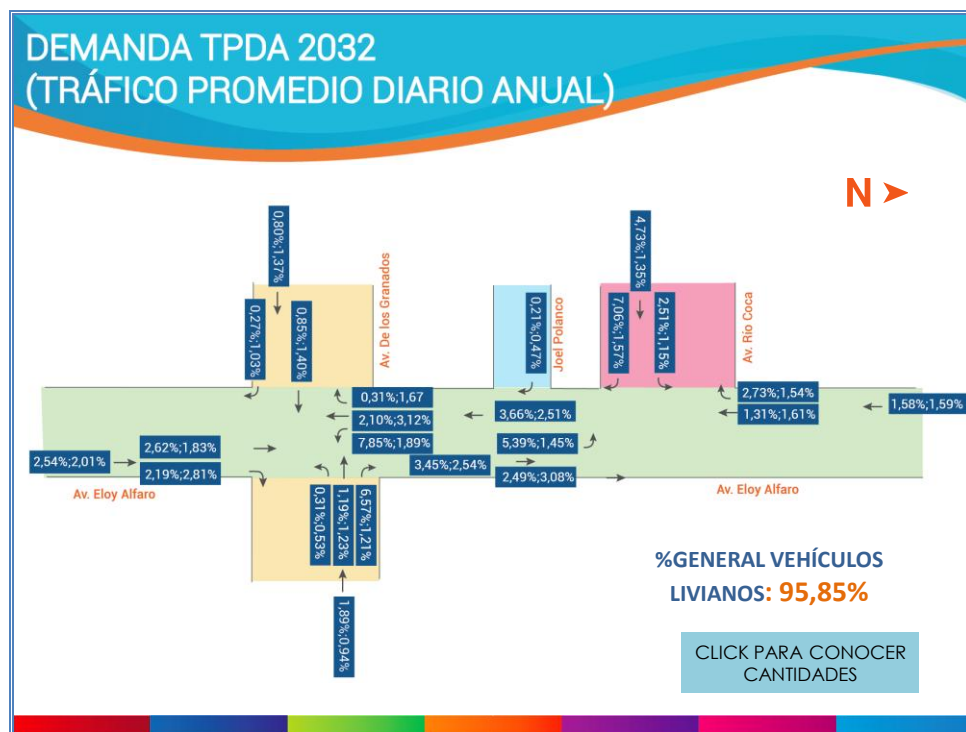 DEMANDA TPDA 2032
(TRÁFICO PROMEDIO DIARIO ANUAL)
N
0,80%;1,37%
4,73%;1,35%
0,27%;1,03%
0,85%;1,40%
Av. De los Granados
0,21%;0,47%
Joel Polanco
7,06%;1,57%
2,51%;1,15%
Av. Río Coca
0,31%;1,67
2,10%;3,12%
7,85%;1,89%
3,66%;2,51%
5,39%;1,45%
2,73%;1,54%
1,31%;1,61%
1,58%;1,59%
2,54%;2,01%
2,62%;1,83%
2,19%;2,81%
3,45%;2,54%
2,49%;3,08%
Av. Eloy Alfaro
Av. Eloy Alfaro
0,31%;0,53%
1,19%;1,23%
6,57%;1,21%
1,89%;0,94%
%GENERAL VEHÍCULOS
LIVIANOS: 95,85%
CLICK PARA CONOCER
CANTIDADES